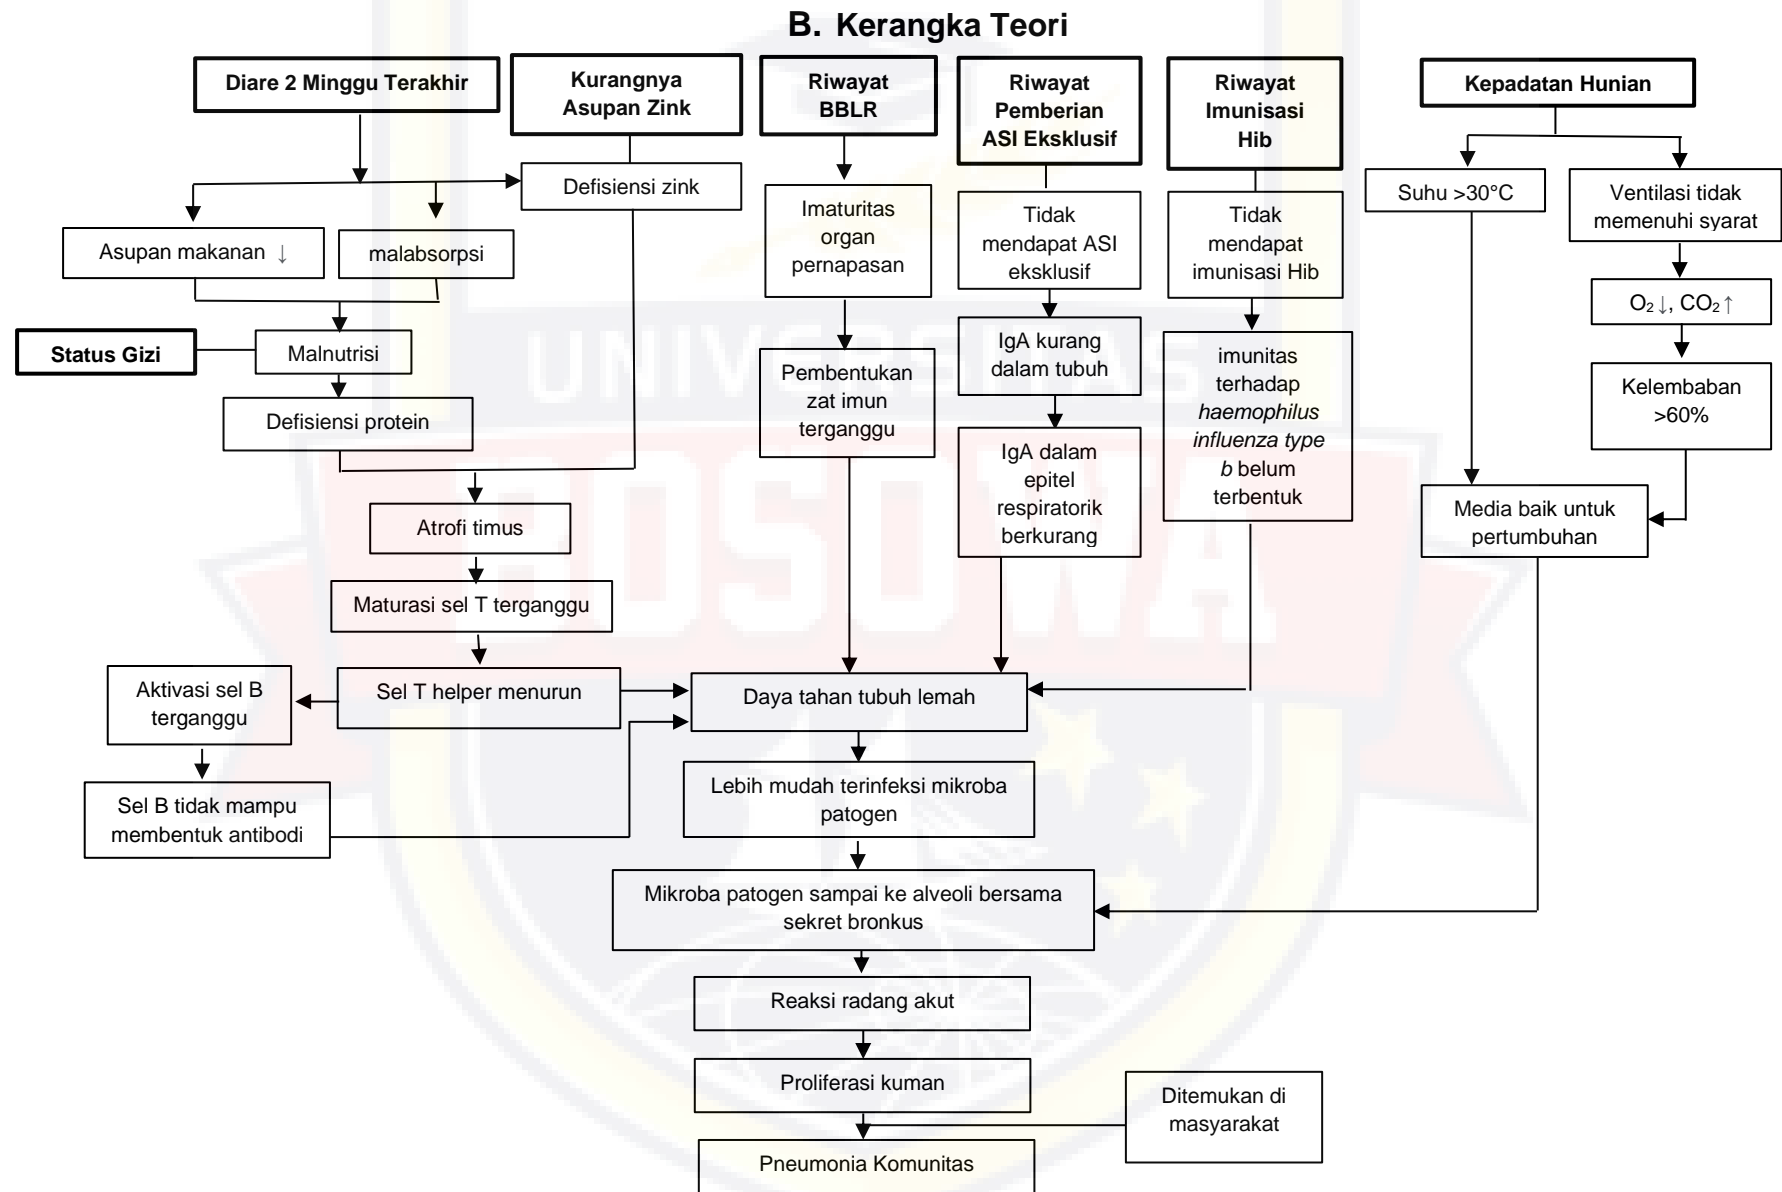 B. Kerangka Teori
Diare 2 Minggu Terakhir
Kurangnya
Asupan Zink
Riwayat
BBLR
Riwayat
Pemberian
ASI Eksklusif
Riwayat
Imunisasi
Hib
Kepadatan Hunian
Defisiensi zink
Asupan makanan ↓
malabsorpsi
Imaturitas
organ
pernapasan
Tidak
mendapat ASI
eksklusif
Tidak
mendapat
imunisasi Hib
Suhu >30°C
Ventilasi tidak
memenuhi syarat
O₂↓, CO₂↑
Status Gizi
Malnutrisi
Defisiensi protein
Pembentukan
zat imun
terganggu
IgA kurang
dalam tubuh
IgA dalam
epitel
respiratorik
berkurang
imunitas
terhadap
haemophilus
influenza type
b belum
terbentuk
Kelembaban
>60%
Media baik untuk
pertumbuhan
Atrofi timus
Maturasi sel T terganggu
Aktivasi sel B
terganggu
Sel T helper menurun
Daya tahan tubuh lemah
Sel B tidak mampu
membentuk antibodi
Lebih mudah terinfeksi mikroba
patogen
Mikroba patogen sampai ke alveoli bersama
sekret bronkus
Reaksi radang akut
Proliferasi kuman
Ditemukan di
masyarakat
Pneumonia Komunitas
UNIVERSITAS
BOSOWA